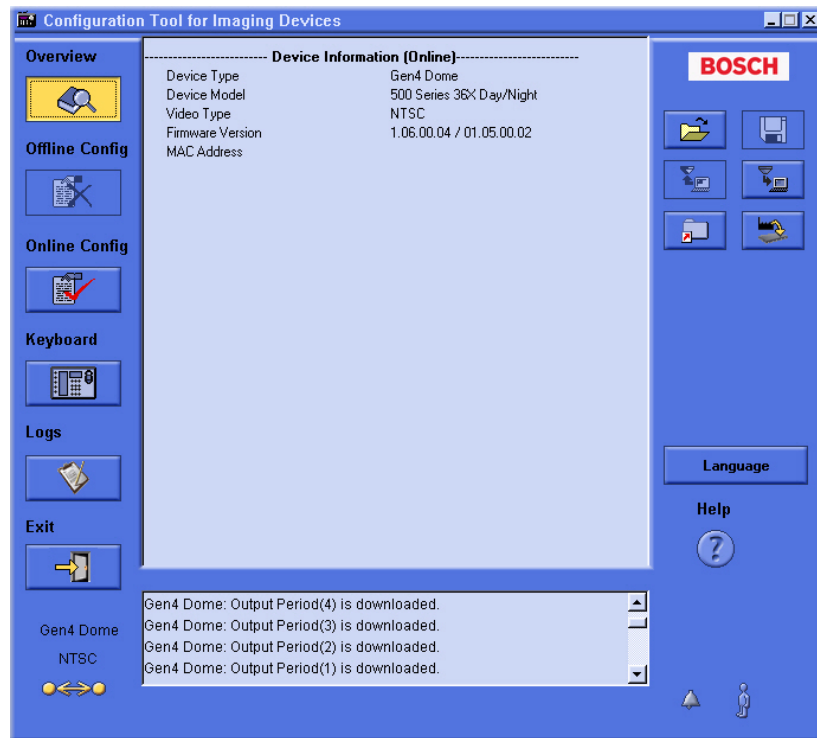 Configuration Tool for Imaging Devices
Overview
Offline Config
Online Config
Keyboard
Logs
Exit
Gen4 Dome
NTSC
------------------------- Device Information (Online)-------------------------
Device Type Gen4 Dome
Device Model 500 Series 36X Day/Night
Video Type NTSC
Firmware Version 1.06.00.04 / 01.05.00.02
MAC Address
Gen4 Dome: Output Period(4) is downloaded.
Gen4 Dome: Output Period(3) is downloaded.
Gen4 Dome: Output Period(2) is downloaded.
Gen4 Dome: Output Period(1) is downloaded.
BOSCH
Language
Help
?